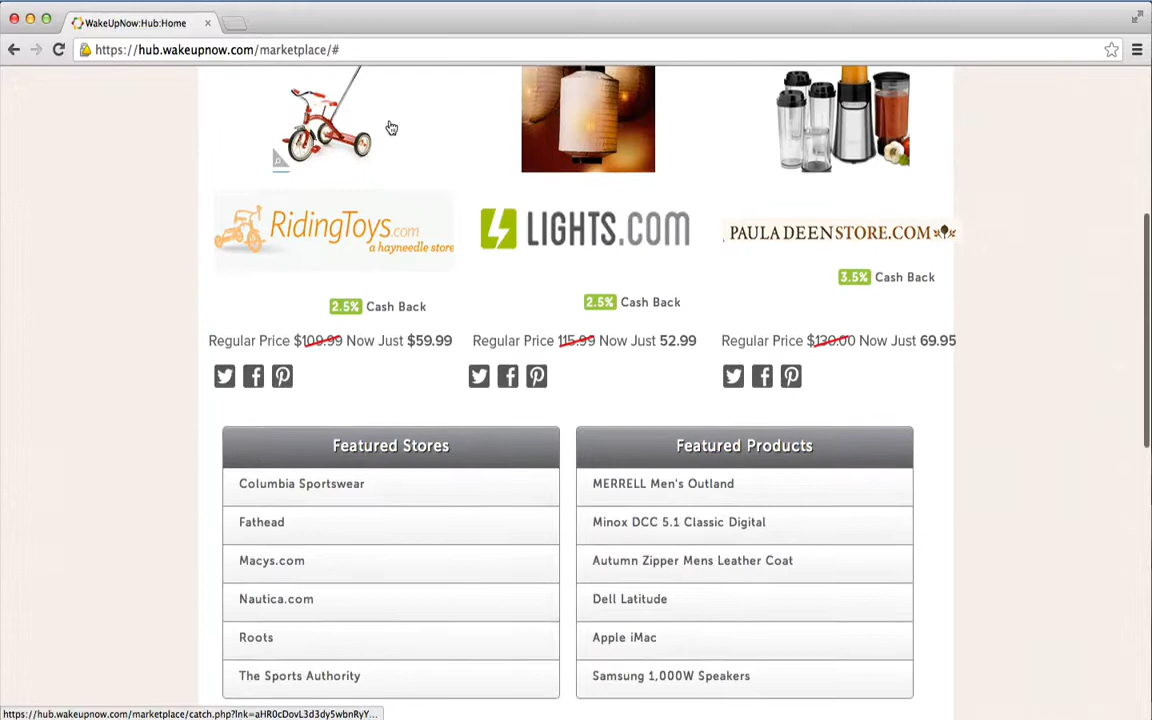 WakeUpNow:Hub:Home
https://hub.wakeupnow.com/marketplace/#
RidingToys.com
a hayneedle store
LIGHTS.COM
PAULA DEENSTORE.COM
3.5% Cash Back
2.5% Cash Back
2.5% Cash Back
Regular Price $109.99 Now Just $59.99
Regular Price 115.99 Now Just 52.99
Regular Price $130.00 Now Just 69.95
Featured Stores
Columbia Sportswear
Fathead
Macys.com
Nautica.com
Roots
The Sports Authority
Featured Products
MERRELL Men's Outland
Minox DCC 5.1 Classic Digital
Autumn Zipper Mens Leather Coat
Dell Latitude
Apple iMac
Samsung 1,000W Speakers
https://hub.wakeupnow.com/marketplace/catch.php?lnk=aHR0cDovL3d3dy5wbnRyY...